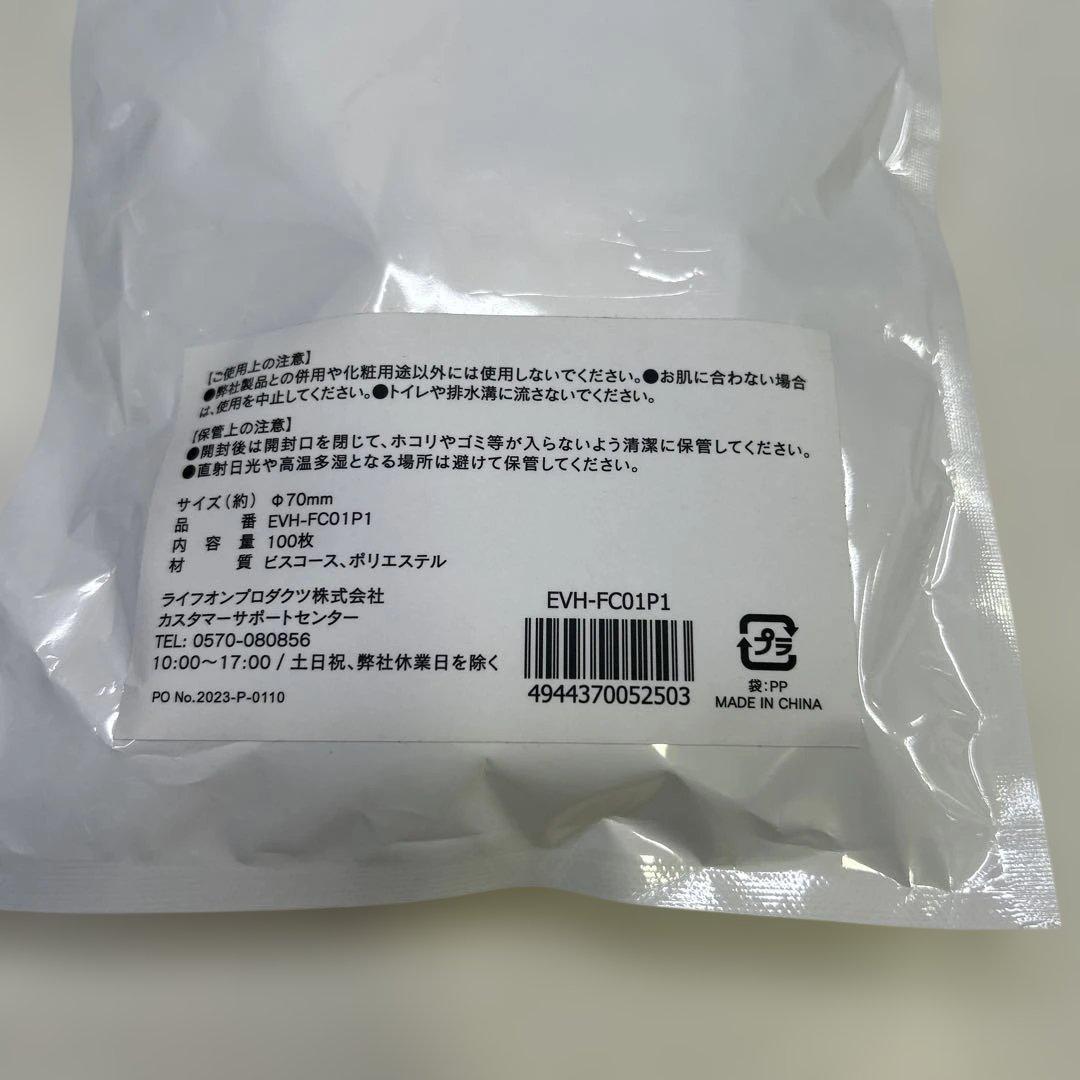 【ご使用上の注意】
●弊社製品との併用や化粧用途以外には使用しないでください。●お肌に合わない場合
は、使用を中止してください。●トイレや排水溝に流さないでください。
【保管上の注意】
●開封後は開封口を閉じて、ホコリやゴミ等が入らないよう清潔に保管してください。
●直射日光や高温多湿となる場所は避けて保管してください。
サイズ(約) Φ70mm
品番 EVH-FC01P1
内容量 100枚
材質 ビスコース、ポリエステル
ライフオンプロダクツ株式会社
カスタマーサポートセンター
TEL: 0570-080856
10:00～17:00 / 土日祝、弊社休業日を除く
PO No.2023-P-0110
EVH-FC01P1
4944370052503
プラ
袋:PP
MADE IN CHINA